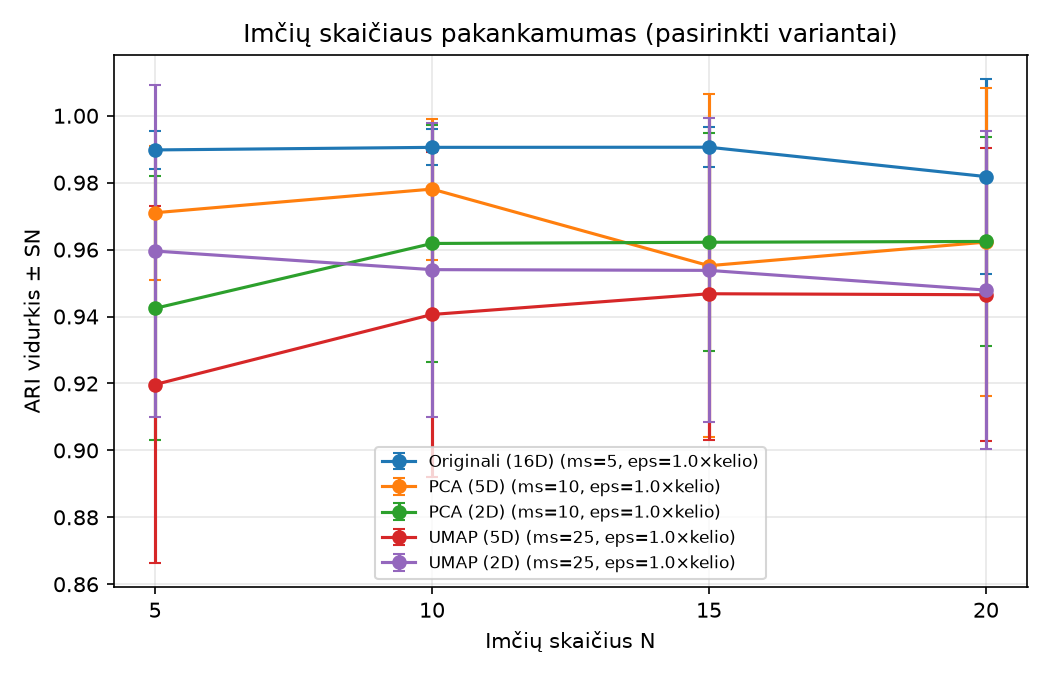 Imčių skaičiaus pakankamumas (pasirinkti variantai)
ARI vidurkis ± SN
1.00
0.98
0.96
0.94
0.92
0.90
0.88
0.86
Originali (16D) (ms=5, eps=1.0×kelio)
PCA (5D) (ms=10, eps=1.0×kelio)
PCA (2D) (ms=10, eps=1.0×kelio)
UMAP (5D) (ms=25, eps=1.0×kelio)
UMAP (2D) (ms=25, eps=1.0×kelio)
5 10 15 20
Imčių skaičius N